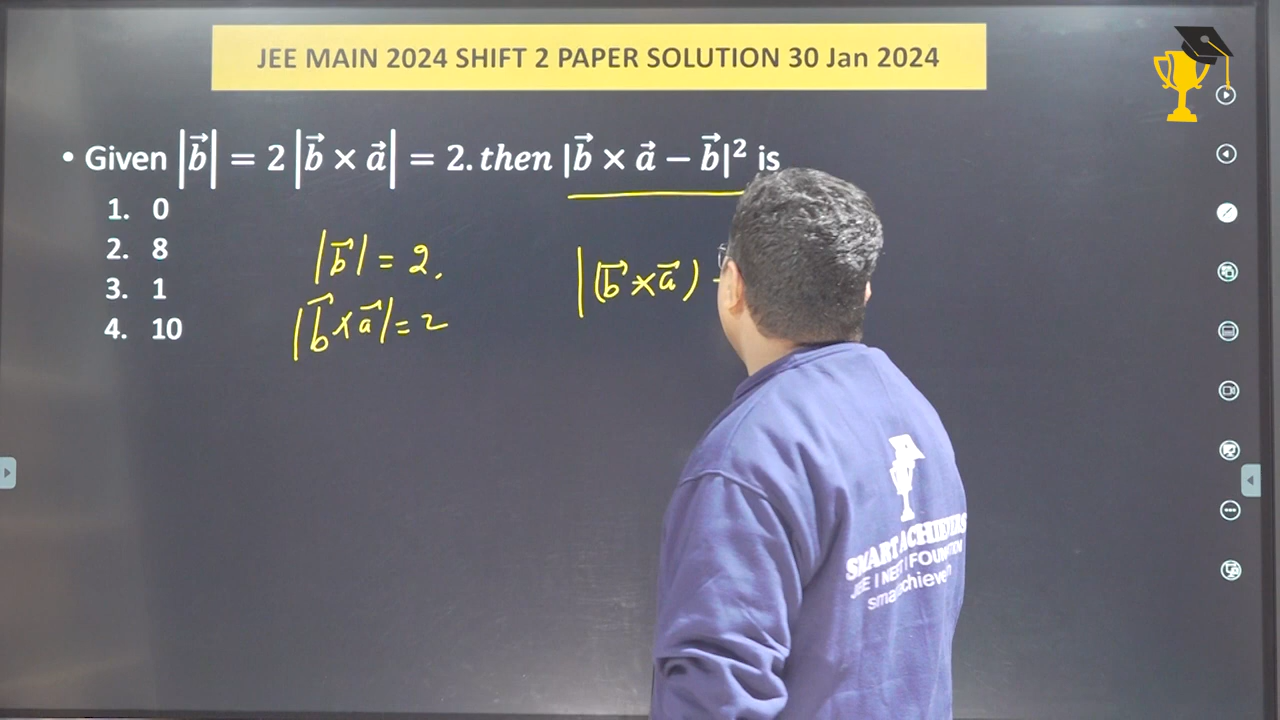 JEE MAIN 2024 SHIFT 2 PAPER SOLUTION 30 Jan 2024
• Given |b⃗| = 2 |b⃗ × a⃗| = 2. then |b⃗ × a⃗ − b⃗|² is
1. 0
2. 8
3. 1
4. 10
|b⃗| = 2.
|b⃗ × a⃗| = 2
|(b⃗ × a⃗)
SMART ACHIEVERS
JEE | NEET | FOUNDATION